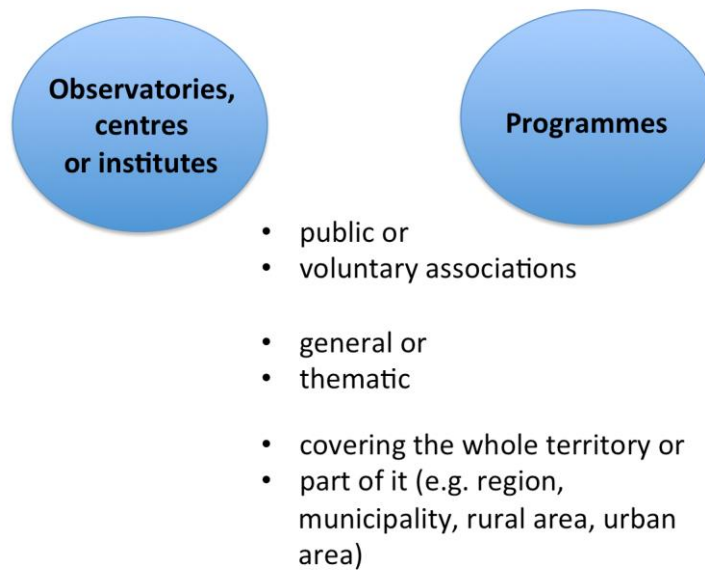 Observatories,
centres
or institutes
Programmes
• public or
• voluntary associations
• general or
• thematic
• covering the whole territory or
• part of it (e.g. region,
municipality, rural area, urban
area)